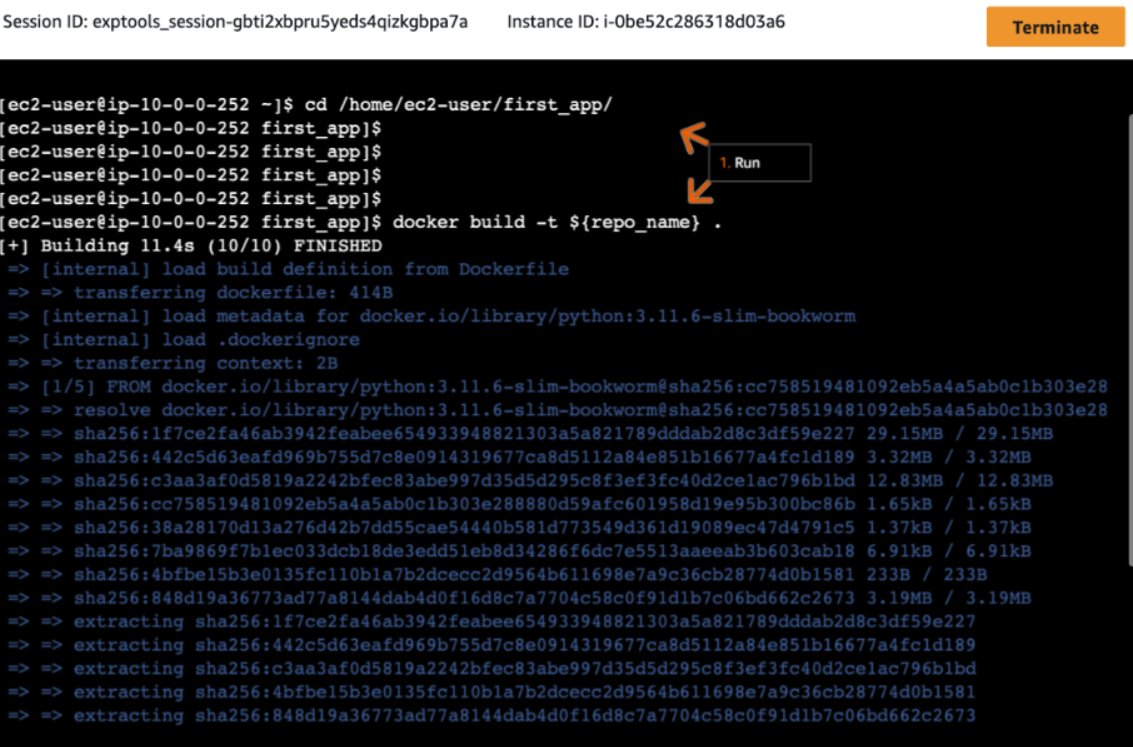 Session ID: exptools_session-gbti2xbpru5yeds4qizkgbpa7a Instance ID: i-0be52c286318d03a6 Terminate
[ec2-user@ip-10-0-0-252 ~]$ cd /home/ec2-user/first_app/
[ec2-user@ip-10-0-0-252 first_app]$
[ec2-user@ip-10-0-0-252 first_app]$
1. Run
[ec2-user@ip-10-0-0-252 first_app]$
[ec2-user@ip-10-0-0-252 first_app]$
[ec2-user@ip-10-0-0-252 first_app]$ docker build -t ${repo_name} .
[+] Building 11.4s (10/10) FINISHED
=> [internal] load build definition from Dockerfile
=> => transferring dockerfile: 414B
=> [internal] load metadata for docker.io/library/python:3.11.6-slim-bookworm
=> [internal] load .dockerignore
=> => transferring context: 2B
=> [1/5] FROM docker.io/library/python:3.11.6-slim-bookworm@sha256:cc758519481092eb5a4a5ab0c1b303e28
=> => resolve docker.io/library/python:3.11.6-slim-bookworm@sha256:cc758519481092eb5a4a5ab0c1b303e28
=> => sha256:1f7ce2fa46ab3942feabee654933948821303a5a821789dddab2d8c3df59e227 29.15MB / 29.15MB
=> => sha256:442c5d63eafd969b755d7c8e0914319677ca8d5112a84e851b16677a4fc1d189 3.32MB / 3.32MB
=> => sha256:c3aa3af0d5819a2242bfec83abe997d35d5d295c8f3ef3fc40d2ce1ac796b1bd 12.83MB / 12.83MB
=> => sha256:cc758519481092eb5a4a5ab0c1b303e288880d59afc601958d19e95b300bc86b 1.65kB / 1.65kB
=> => sha256:38a28170d13a276d42b7dd55cae54440b581d773549d361d19089ec47d4791c5 1.37kB / 1.37kB
=> => sha256:7ba9869f7b1ec033dcb18de3edd51eb8d34286f6dc7e5513aaeeab3b603cab18 6.91kB / 6.91kB
=> => sha256:4bfbe15b3e0135fc110b1a7b2dcecc2d9564b611698e7a9c36cb28774d0b1581 233B / 233B
=> => sha256:848d19a36773ad77a8144dab4d0f16d8c7a7704c58c0f91d1b7c06bd662c2673 3.19MB / 3.19MB
=> => extracting sha256:1f7ce2fa46ab3942feabee654933948821303a5a821789dddab2d8c3df59e227
=> => extracting sha256:442c5d63eafd969b755d7c8e0914319677ca8d5112a84e851b16677a4fc1d189
=> => extracting sha256:c3aa3af0d5819a2242bfec83abe997d35d5d295c8f3ef3fc40d2ce1ac796b1bd
=> => extracting sha256:4bfbe15b3e0135fc110b1a7b2dcecc2d9564b611698e7a9c36cb28774d0b1581
=> => extracting sha256:848d19a36773ad77a8144dab4d0f16d8c7a7704c58c0f91d1b7c06bd662c2673